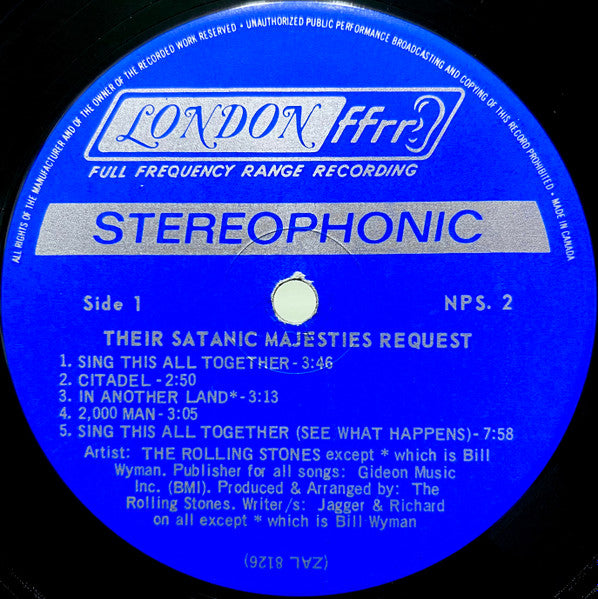 ALL RIGHTS OF THE MANUFACTURER AND OF THE OWNER OF THE RECORDED WORK RESERVED • UNAUTHORIZED PUBLIC PERFORMANCE BROADCASTING AND COPYING OF THIS RECORD PROHIBITED • MADE IN CANADA
LONDON ffrr
FULL FREQUENCY RANGE RECORDING
STEREOPHONIC
Side 1 NPS. 2
THEIR SATANIC MAJESTIES REQUEST
1. SING THIS ALL TOGETHER - 3:46
2. CITADEL - 2:50
3. IN ANOTHER LAND* - 3:13
4. 2,000 MAN - 3:05
5. SING THIS ALL TOGETHER (SEE WHAT HAPPENS) - 7:58
Artist: THE ROLLING STONES except * which is Bill
Wyman. Publisher for all songs: Gideon Music
Inc. (BMI). Produced & Arranged by: The
Rolling Stones. Writer/s: Jagger & Richard
on all except * which is Bill Wyman
(ZAL 8126)